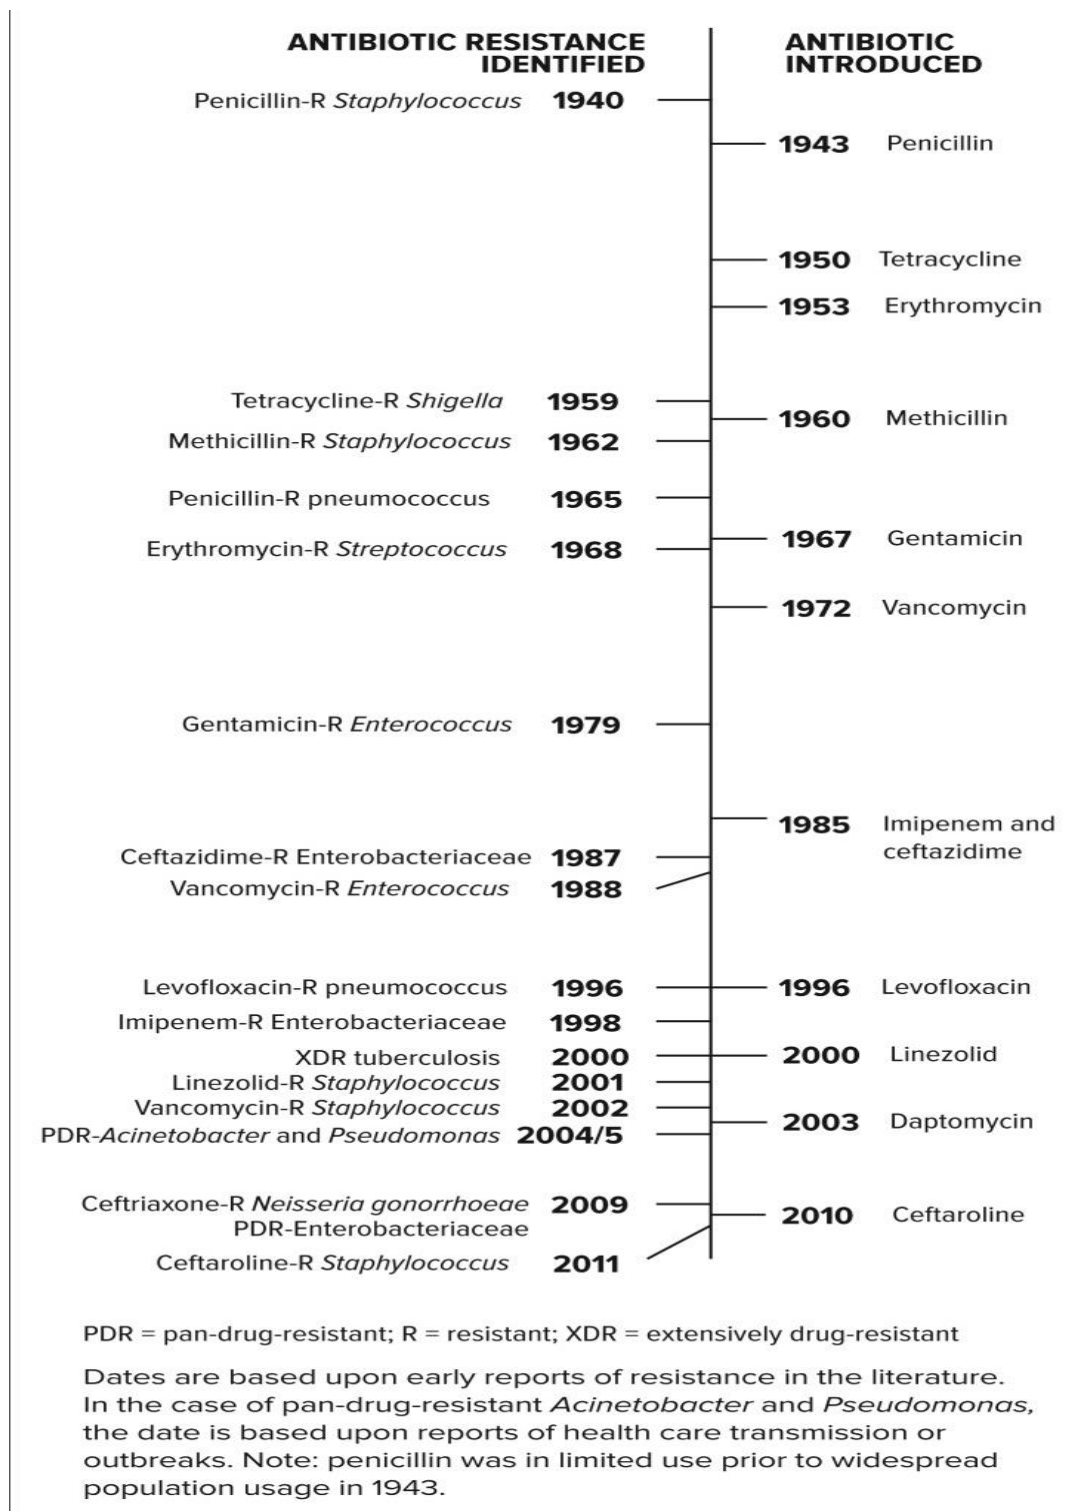 ANTIBIOTIC RESISTANCE
IDENTIFIED
ANTIBIOTIC
INTRODUCED
Penicillin-R Staphylococcus 1940
1943 Penicillin
1950 Tetracycline
1953 Erythromycin
Tetracycline-R Shigella 1959
1960 Methicillin
Methicillin-R Staphylococcus 1962
Penicillin-R pneumococcus 1965
1967 Gentamicin
Erythromycin-R Streptococcus 1968
1972 Vancomycin
Gentamicin-R Enterococcus 1979
1985 Imipenem and
ceftazidime
Ceftazidime-R Enterobacteriaceae 1987
Vancomycin-R Enterococcus 1988
Levofloxacin-R pneumococcus 1996
1996 Levofloxacin
Imipenem-R Enterobacteriaceae 1998
XDR tuberculosis 2000
2000 Linezolid
Linezolid-R Staphylococcus 2001
Vancomycin-R Staphylococcus 2002
2003 Daptomycin
PDR-Acinetobacter and Pseudomonas 2004/5
Ceftriaxone-R Neisseria gonorrhoeae 2009
PDR-Enterobacteriaceae
2010 Ceftaroline
Ceftaroline-R Staphylococcus 2011
PDR = pan-drug-resistant; R = resistant; XDR = extensively drug-resistant
Dates are based upon early reports of resistance in the literature.
In the case of pan-drug-resistant Acinetobacter and Pseudomonas,
the date is based upon reports of health care transmission or
outbreaks. Note: penicillin was in limited use prior to widespread
population usage in 1943.